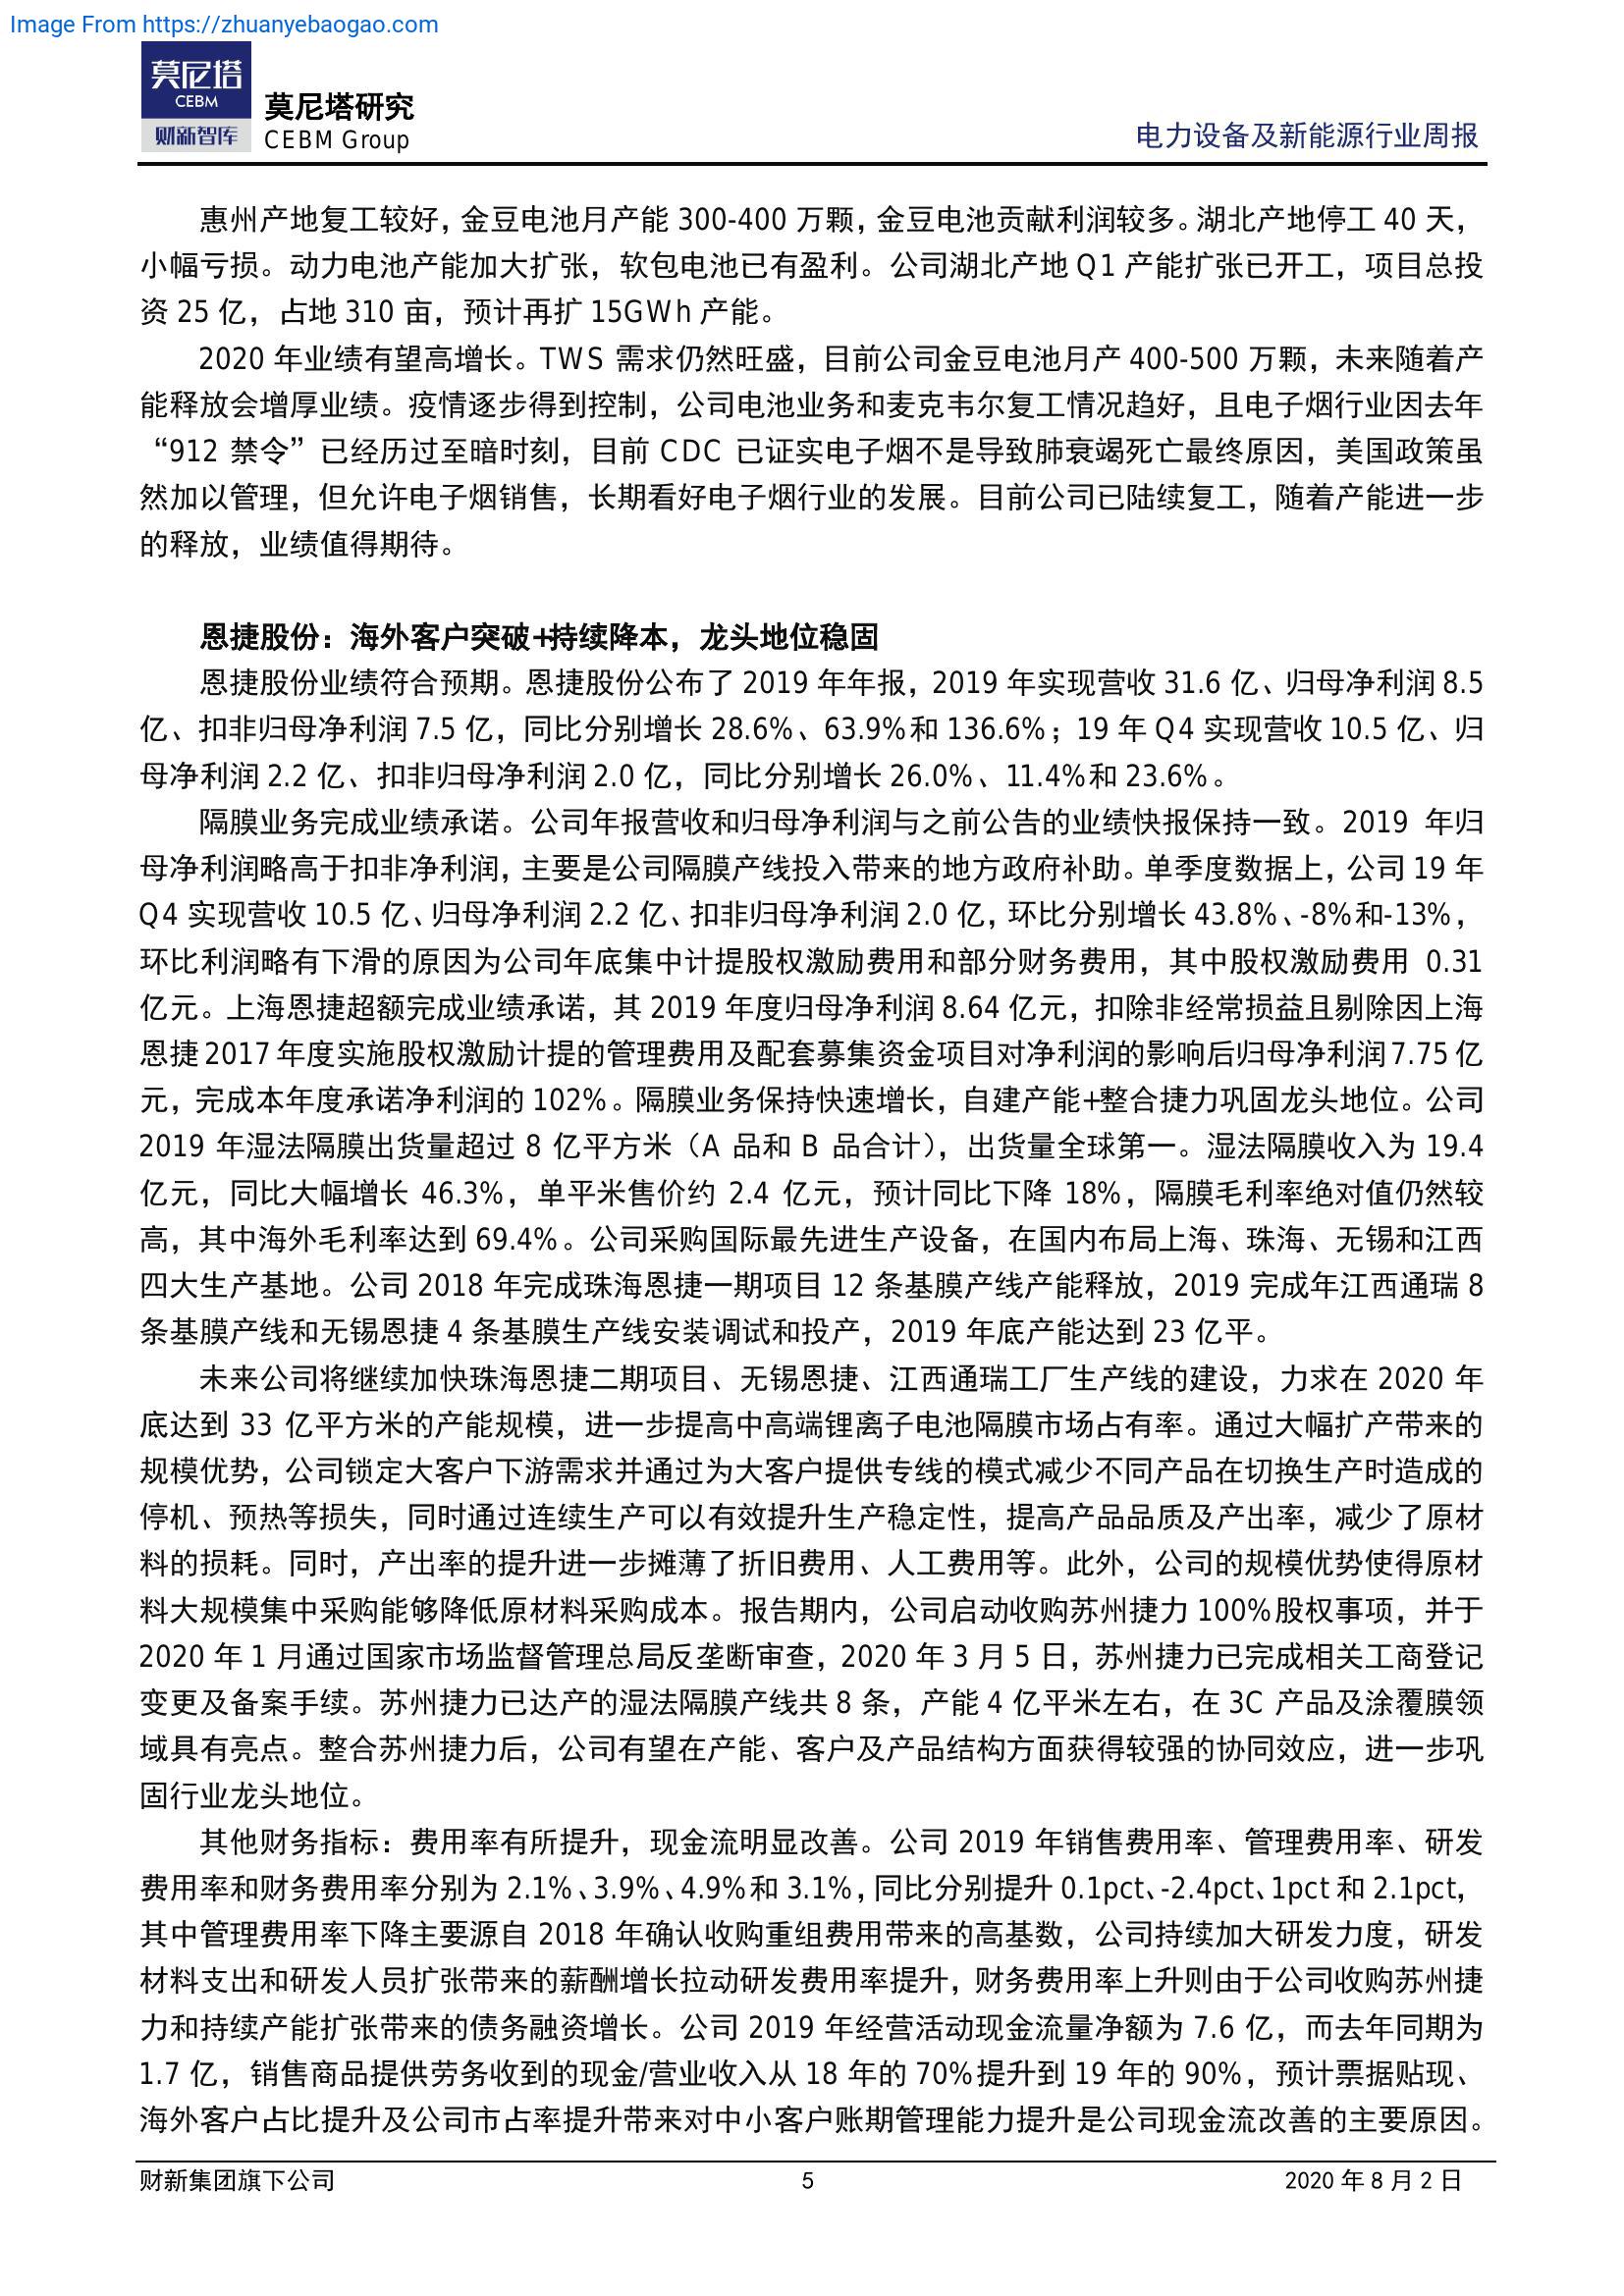 Image From https://zhuanyebaogao.com
莫尼塔
CEBM
财新智库
莫尼塔研究
CEBM Group
电力设备及新能源行业周报
惠州产地复工较好，金豆电池月产能 300-400 万颗，金豆电池贡献利润较多。湖北产地停工 40 天，
小幅亏损。动力电池产能加大扩张，软包电池已有盈利。公司湖北产地 Q1 产能扩张已开工，项目总投
资 25 亿，占地 310 亩，预计再扩 15GWh 产能。
2020 年业绩有望高增长。TWS 需求仍然旺盛，目前公司金豆电池月产 400-500 万颗，未来随着产
能释放会增厚业绩。疫情逐步得到控制，公司电池业务和麦克韦尔复工情况趋好，且电子烟行业因去年
“912 禁令”已经历过至暗时刻，目前 CDC 已证实电子烟不是导致肺衰竭死亡最终原因，美国政策虽
然加以管理，但允许电子烟销售，长期看好电子烟行业的发展。目前公司已陆续复工，随着产能进一步
的释放，业绩值得期待。
恩捷股份：海外客户突破+持续降本，龙头地位稳固
恩捷股份业绩符合预期。恩捷股份公布了 2019 年年报，2019 年实现营收 31.6 亿、归母净利润 8.5
亿、扣非归母净利润 7.5 亿，同比分别增长 28.6%、63.9%和 136.6%；19 年 Q4 实现营收 10.5 亿、归
母净利润 2.2 亿、扣非归母净利润 2.0 亿，同比分别增长 26.0%、11.4%和 23.6%。
隔膜业务完成业绩承诺。公司年报营收和归母净利润与之前公告的业绩快报保持一致。2019 年归
母净利润略高于扣非净利润，主要是公司隔膜产线投入带来的地方政府补助。单季度数据上，公司 19 年
Q4 实现营收 10.5 亿、归母净利润 2.2 亿、扣非归母净利润 2.0 亿，环比分别增长 43.8%、-8%和-13%，
环比利润略有下滑的原因为公司年底集中计提股权激励费用和部分财务费用，其中股权激励费用 0.31
亿元。上海恩捷超额完成业绩承诺，其 2019 年度归母净利润 8.64 亿元，扣除非经常损益且剔除因上海
恩捷 2017 年度实施股权激励计提的管理费用及配套募集资金项目对净利润的影响后归母净利润 7.75 亿
元，完成本年度承诺净利润的 102%。隔膜业务保持快速增长，自建产能+整合捷力巩固龙头地位。公司
2019 年湿法隔膜出货量超过 8 亿平方米（A 品和 B 品合计），出货量全球第一。湿法隔膜收入为 19.4
亿元，同比大幅增长 46.3%，单平米售价约 2.4 亿元，预计同比下降 18%，隔膜毛利率绝对值仍然较
高，其中海外毛利率达到 69.4%。公司采购国际最先进生产设备，在国内布局上海、珠海、无锡和江西
四大生产基地。公司 2018 年完成珠海恩捷一期项目 12 条基膜产线产能释放，2019 完成年江西通瑞 8
条基膜产线和无锡恩捷 4 条基膜生产线安装调试和投产，2019 年底产能达到 23 亿平。
未来公司将继续加快珠海恩捷二期项目、无锡恩捷、江西通瑞工厂生产线的建设，力求在 2020 年
底达到 33 亿平方米的产能规模，进一步提高中高端锂离子电池隔膜市场占有率。通过大幅扩产带来的
规模优势，公司锁定大客户下游需求并通过为大客户提供专线的模式减少不同产品在切换生产时造成的
停机、预热等损失，同时通过连续生产可以有效提升生产稳定性，提高产品品质及产出率，减少了原材
料的损耗。同时，产出率的提升进一步摊薄了折旧费用、人工费用等。此外，公司的规模优势使得原材
料大规模集中采购能够降低原材料采购成本。报告期内，公司启动收购苏州捷力 100%股权事项，并于
2020 年 1 月通过国家市场监督管理总局反垄断审查，2020 年 3 月 5 日，苏州捷力已完成相关工商登记
变更及备案手续。苏州捷力已达产的湿法隔膜产线共 8 条，产能 4 亿平米左右，在 3C 产品及涂覆膜领
域具有亮点。整合苏州捷力后，公司有望在产能、客户及产品结构方面获得较强的协同效应，进一步巩
固行业龙头地位。
其他财务指标：费用率有所提升，现金流明显改善。公司 2019 年销售费用率、管理费用率、研发
费用率和财务费用率分别为 2.1%、3.9%、4.9%和 3.1%，同比分别提升 0.1pct、-2.4pct、1pct 和 2.1pct，
其中管理费用率下降主要源自 2018 年确认收购重组费用带来的高基数，公司持续加大研发力度，研发
材料支出和研发人员扩张带来的薪酬增长拉动研发费用率提升，财务费用率上升则由于公司收购苏州捷
力和持续产能扩张带来的债务融资增长。公司 2019 年经营活动现金流量净额为 7.6 亿，而去年同期为
1.7 亿，销售商品提供劳务收到的现金/营业收入从 18 年的 70%提升到 19 年的 90%，预计票据贴现、
海外客户占比提升及公司市占率提升带来对中小客户账期管理能力提升是公司现金流改善的主要原因。
财新集团旗下公司
5
2020 年 8 月 2 日